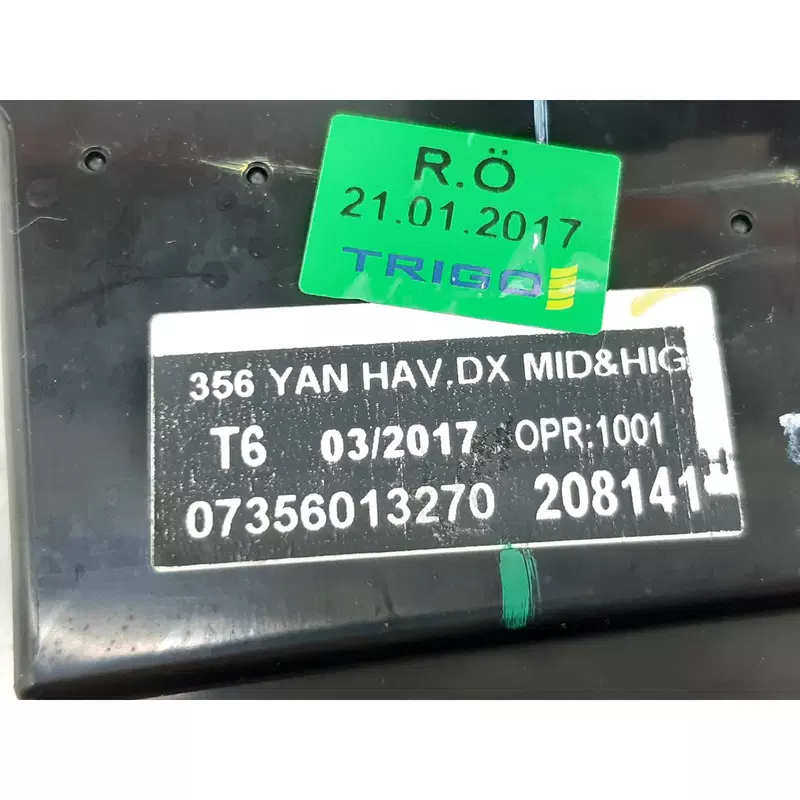 R.Ö
21.01.2017
TRIGO
356 YAN HAV.DX MID&HIG
T6 03/2017 OPR:1001
07356013270 208141